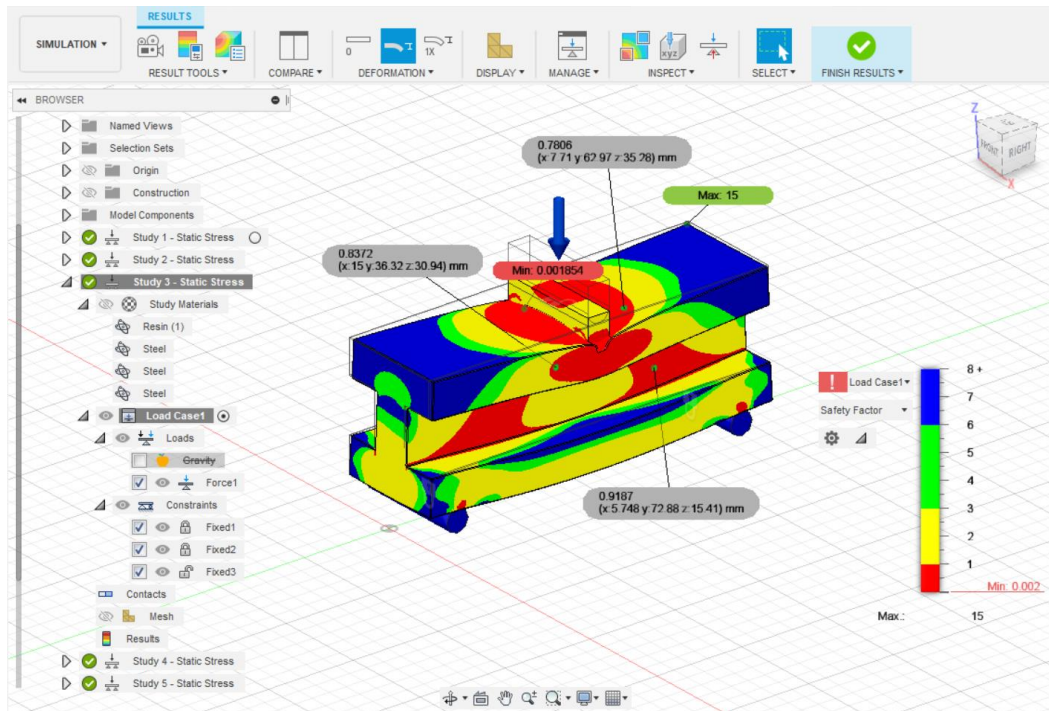 RESULTS
SIMULATION
RESULT TOOLS
COMPARE
0
1X
DEFORMATION
DISPLAY
MANAGE
xyz
INSPECT
SELECT
FINISH RESULTS
BROWSER
Named Views
Selection Sets
Origin
Construction
Model Components
Study 1 - Static Stress
Study 2 - Static Stress
Study 3 - Static Stress
Study Materials
Resin (1)
Steel
Steel
Steel
Load Case1
Loads
Gravity
Force1
Constraints
Fixed1
Fixed2
Fixed3
Contacts
Mesh
Results
Study 4 - Static Stress
Study 5 - Static Stress
0.7806
(x:7.71 y:62.97 z:35.28) mm
Max: 15
0.8372
(x:15 y:36.32 z:30.94) mm
Min: 0.001854
0.9187
(x:5.748 y:72.88 z:15.41) mm
Z
FRONT
RIGHT
X
Load Case1
Safety Factor
8 +
7
6
5
4
3
2
1
Min: 0.002
Max.: 15